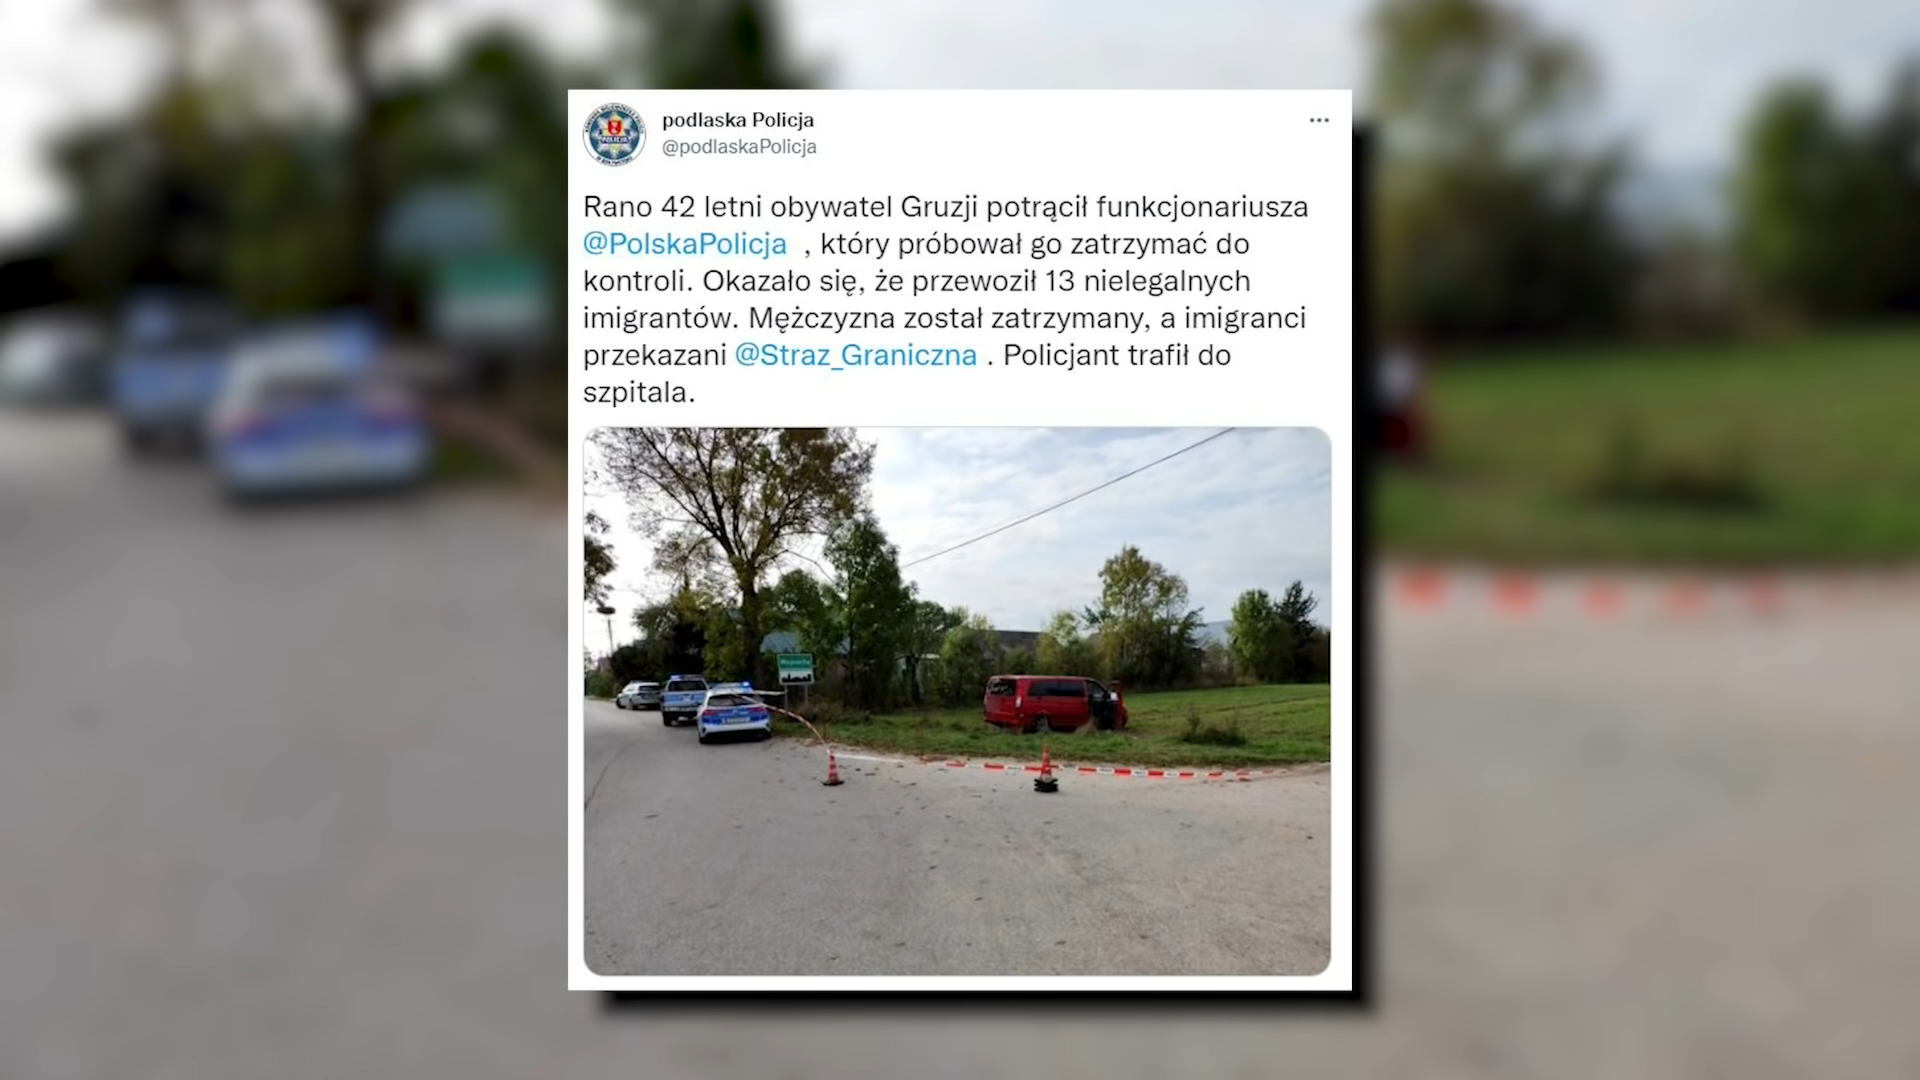 podlaska Policja
@podlaskaPolicja
Rano 42 letni obywatel Gruzji potrącił funkcjonariusza
@PolskaPolicja , który próbował go zatrzymać do
kontroli. Okazało się, że przewoził 13 nielegalnych
imigrantów. Mężczyzna został zatrzymany, a imigranci
przekazani @Straz_Graniczna . Policjant trafił do
szpitala.
POLICJA